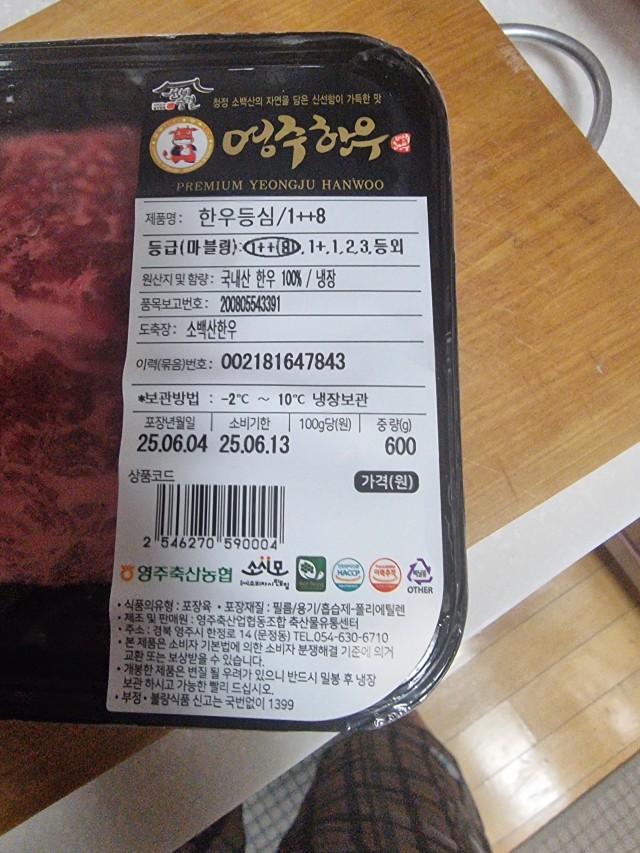 청정 소백산의 자연을 담은 신선함이 가득한 맛
영주한우
PREMIUM YEONGJU HANWOO
제품명: 한우등심/1++8
등급(마블링):1++(8), 1+,1,2,3,등외
원산지 및 함량: 국내산 한우 100% / 냉장
품목보고번호: 200805543391
도축장: 소백산한우
이력(묶음)번호: 002181647843
*보관방법 : -2℃ ~ 10℃ 냉장보관
포장년월일 소비기한 100g당(원) 중량(g)
25.06.04 25.06.13 600
상품코드 가격(원)
2 546270 590004
영주축산농협 소시모 HACCP OTHER
• 식품의유형 : 포장육 • 포장재질 : 필름/용기/흡습제-폴리에틸렌
• 제조 및 판매원 : 영주축산업협동조합 축산물유통센터
• 주소 : 경북 영주시 한정로 14 (문정동) TEL.054-630-6710
• 본 제품은 소비자 기본법에 의한 소비자 분쟁해결 기준에 의거
교환 또는 보상받을 수 있습니다.
• 개봉한 제품은 변질 될 우려가 있으니 반드시 밀봉 후 냉장
보관 하시고 가능한 빨리 드십시오.
• 부정 • 불량식품 신고는 국번없이 1399